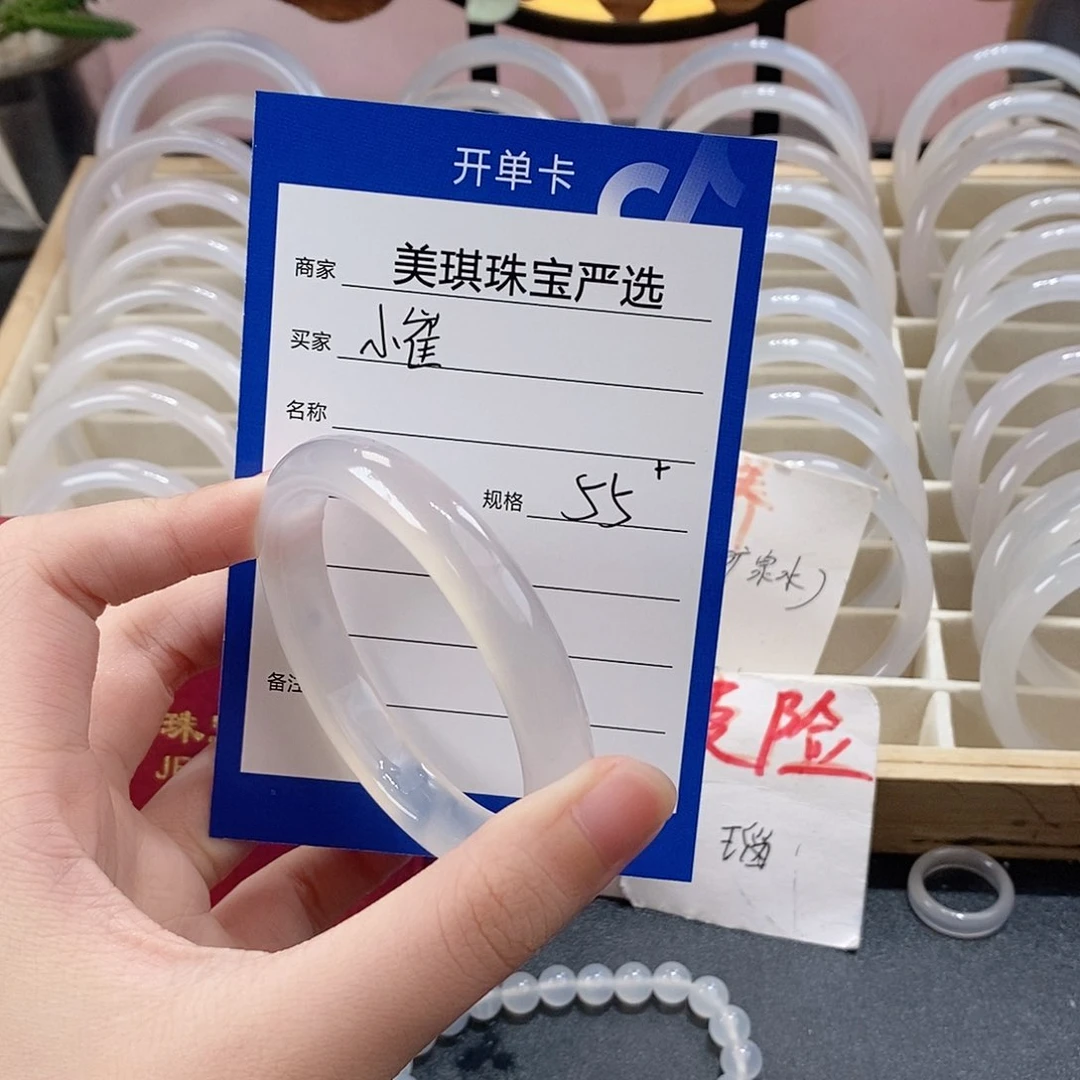 开单卡
商家 美琪珠宝严选
买家 小崔
名称
规格 55+
备注
矿泉水)
险
瑙
珠